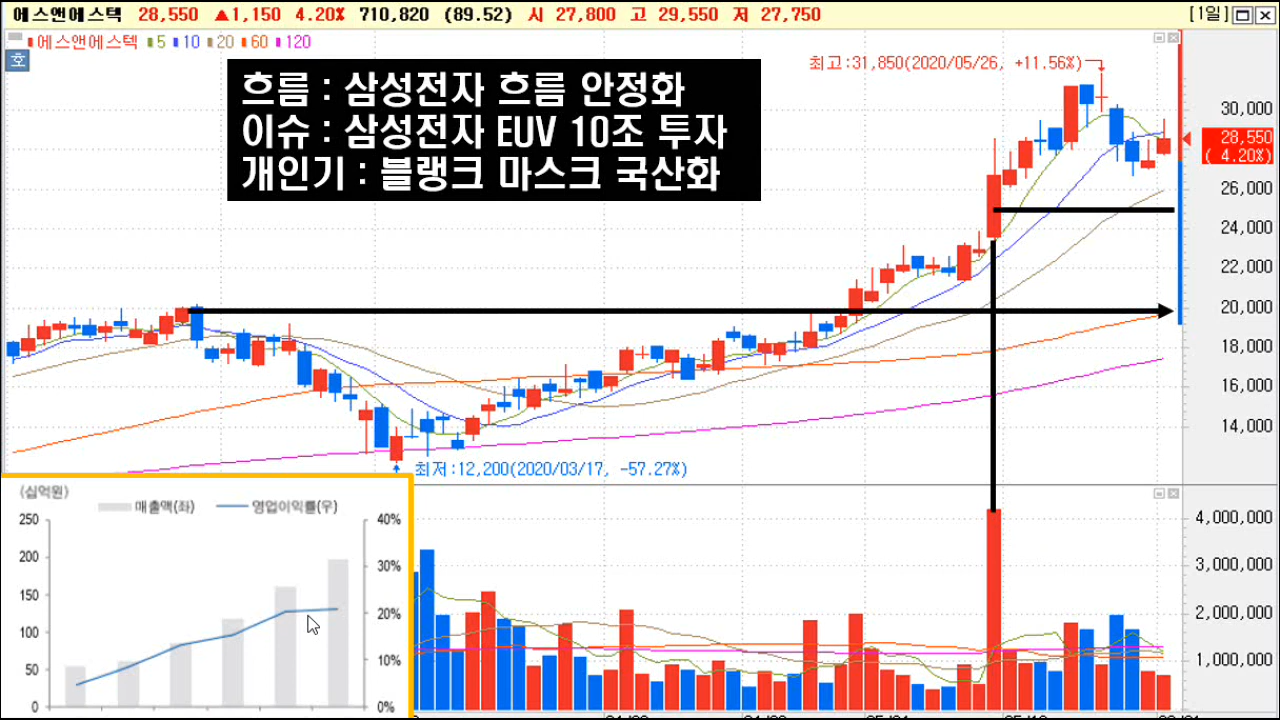 에스앤에스텍 28,550 ▲1,150 4.20% 710,820 (89.52) 시 27,800 고 29,550 저 27,750 [1일]
에스앤에스텍 5 10 20 60 120
호
흐름 : 삼성전자 흐름 안정화
이슈 : 삼성전자 EUV 10조 투자
개인기 : 블랭크 마스크 국산화
최고:31,850(2020/05/26, +11.56%)
30,000
28,550
( 4.20%)
26,000
24,000
22,000
20,000
18,000
16,000
14,000
최저:12,200(2020/03/17, -57.27%)
(십억원)
매출액(좌) 영업이익률(우)
250 40%
200 30%
150 20%
100 10%
50
0 0%
4,000,000
3,000,000
2,000,000
1,000,000